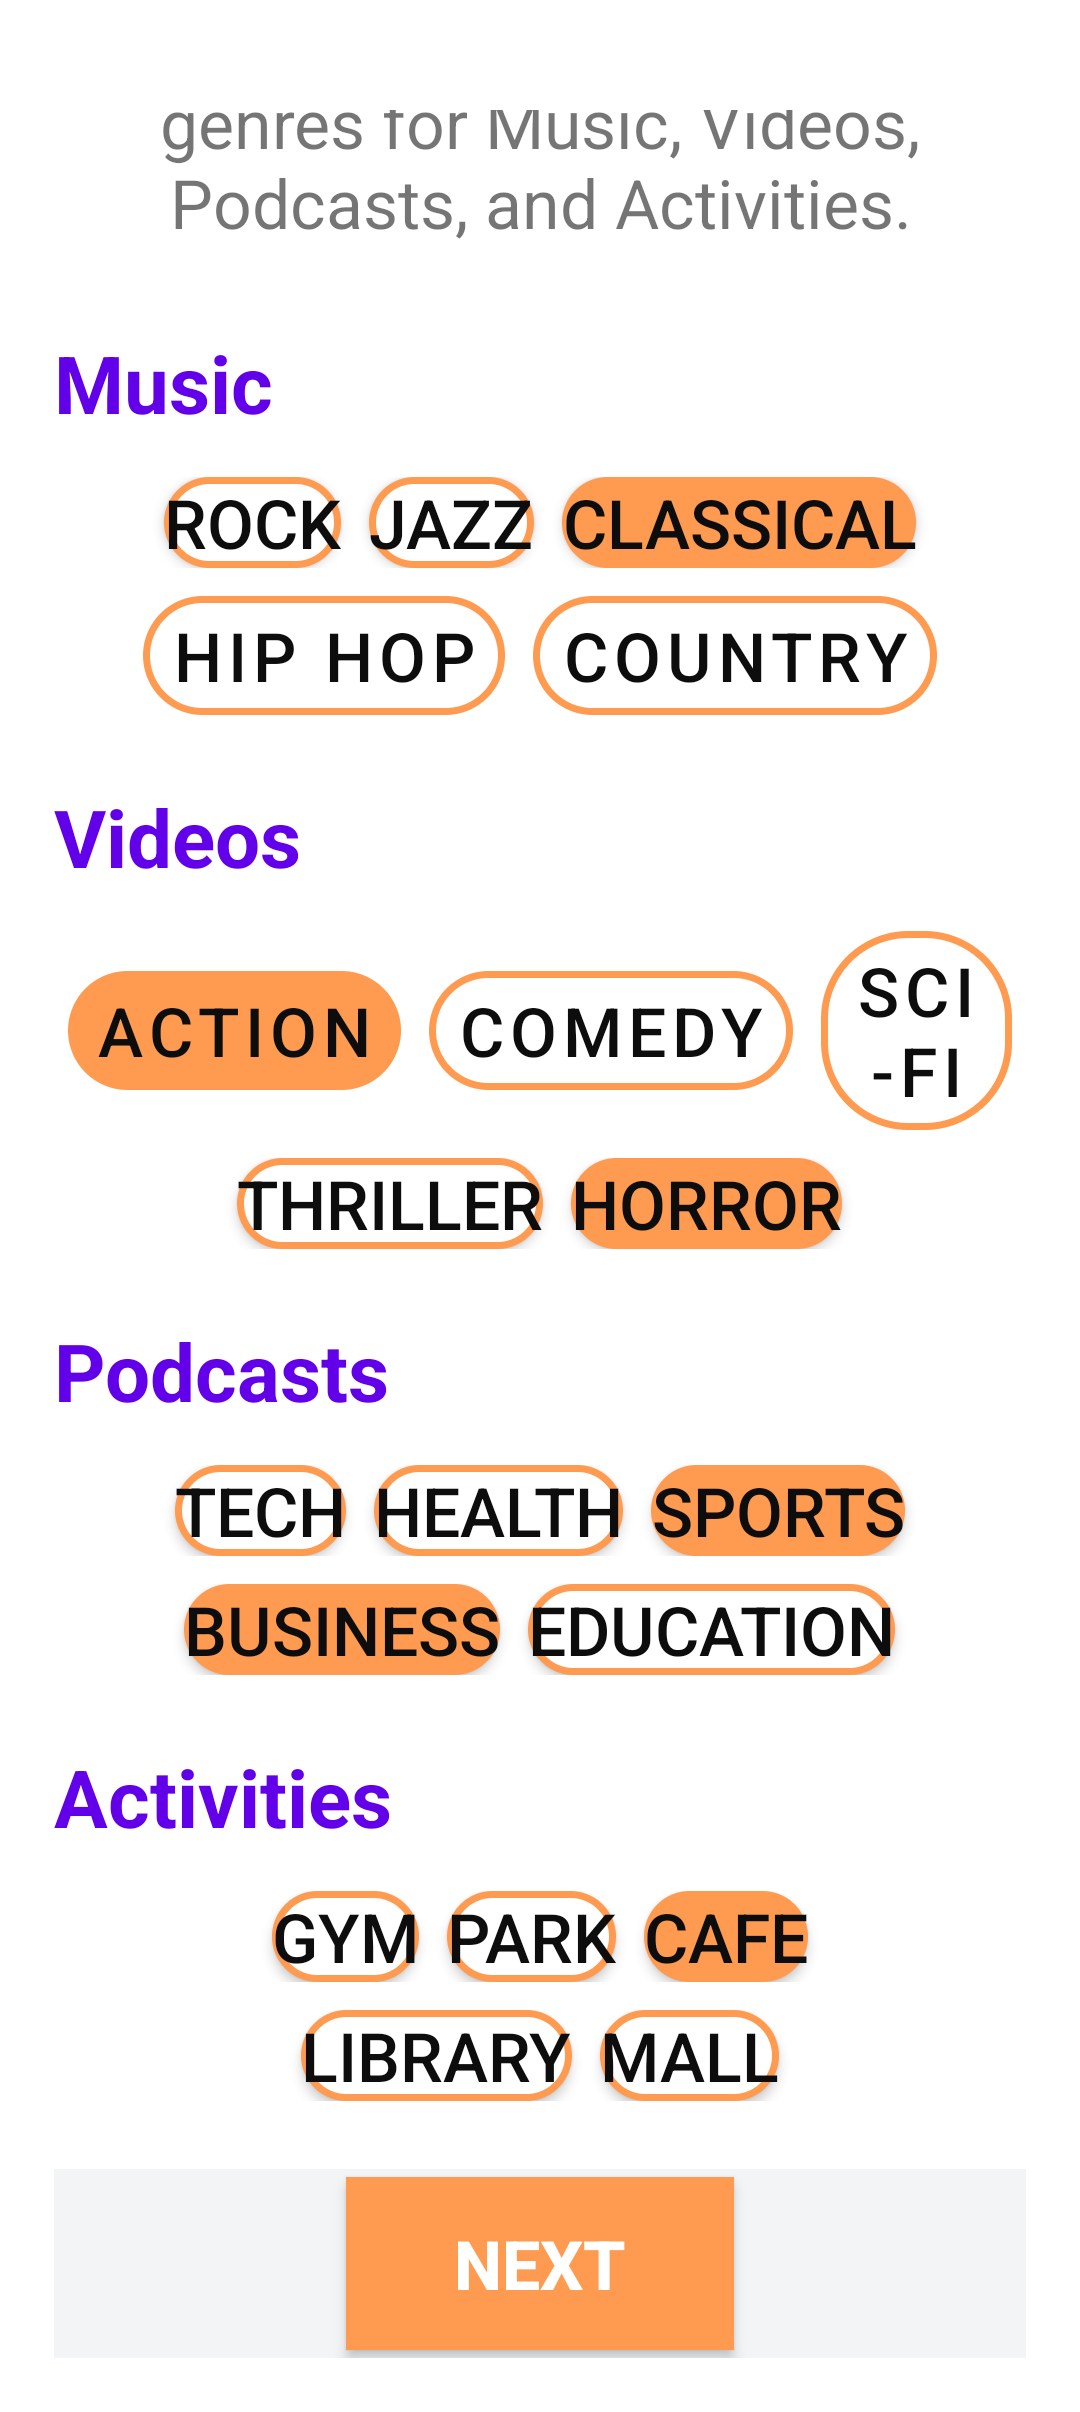 genres for Music, Videos,
Podcasts, and Activities.
Music
ROCK JAZZ CLASSICAL
HIP HOP COUNTRY
Videos
ACTION COMEDY SCI
-FI
THRILLER HORROR
Podcasts
TECH HEALTH SPORTS
BUSINESS EDUCATION
Activities
GYM PARK CAFE
LIBRARY MALL
NEXT